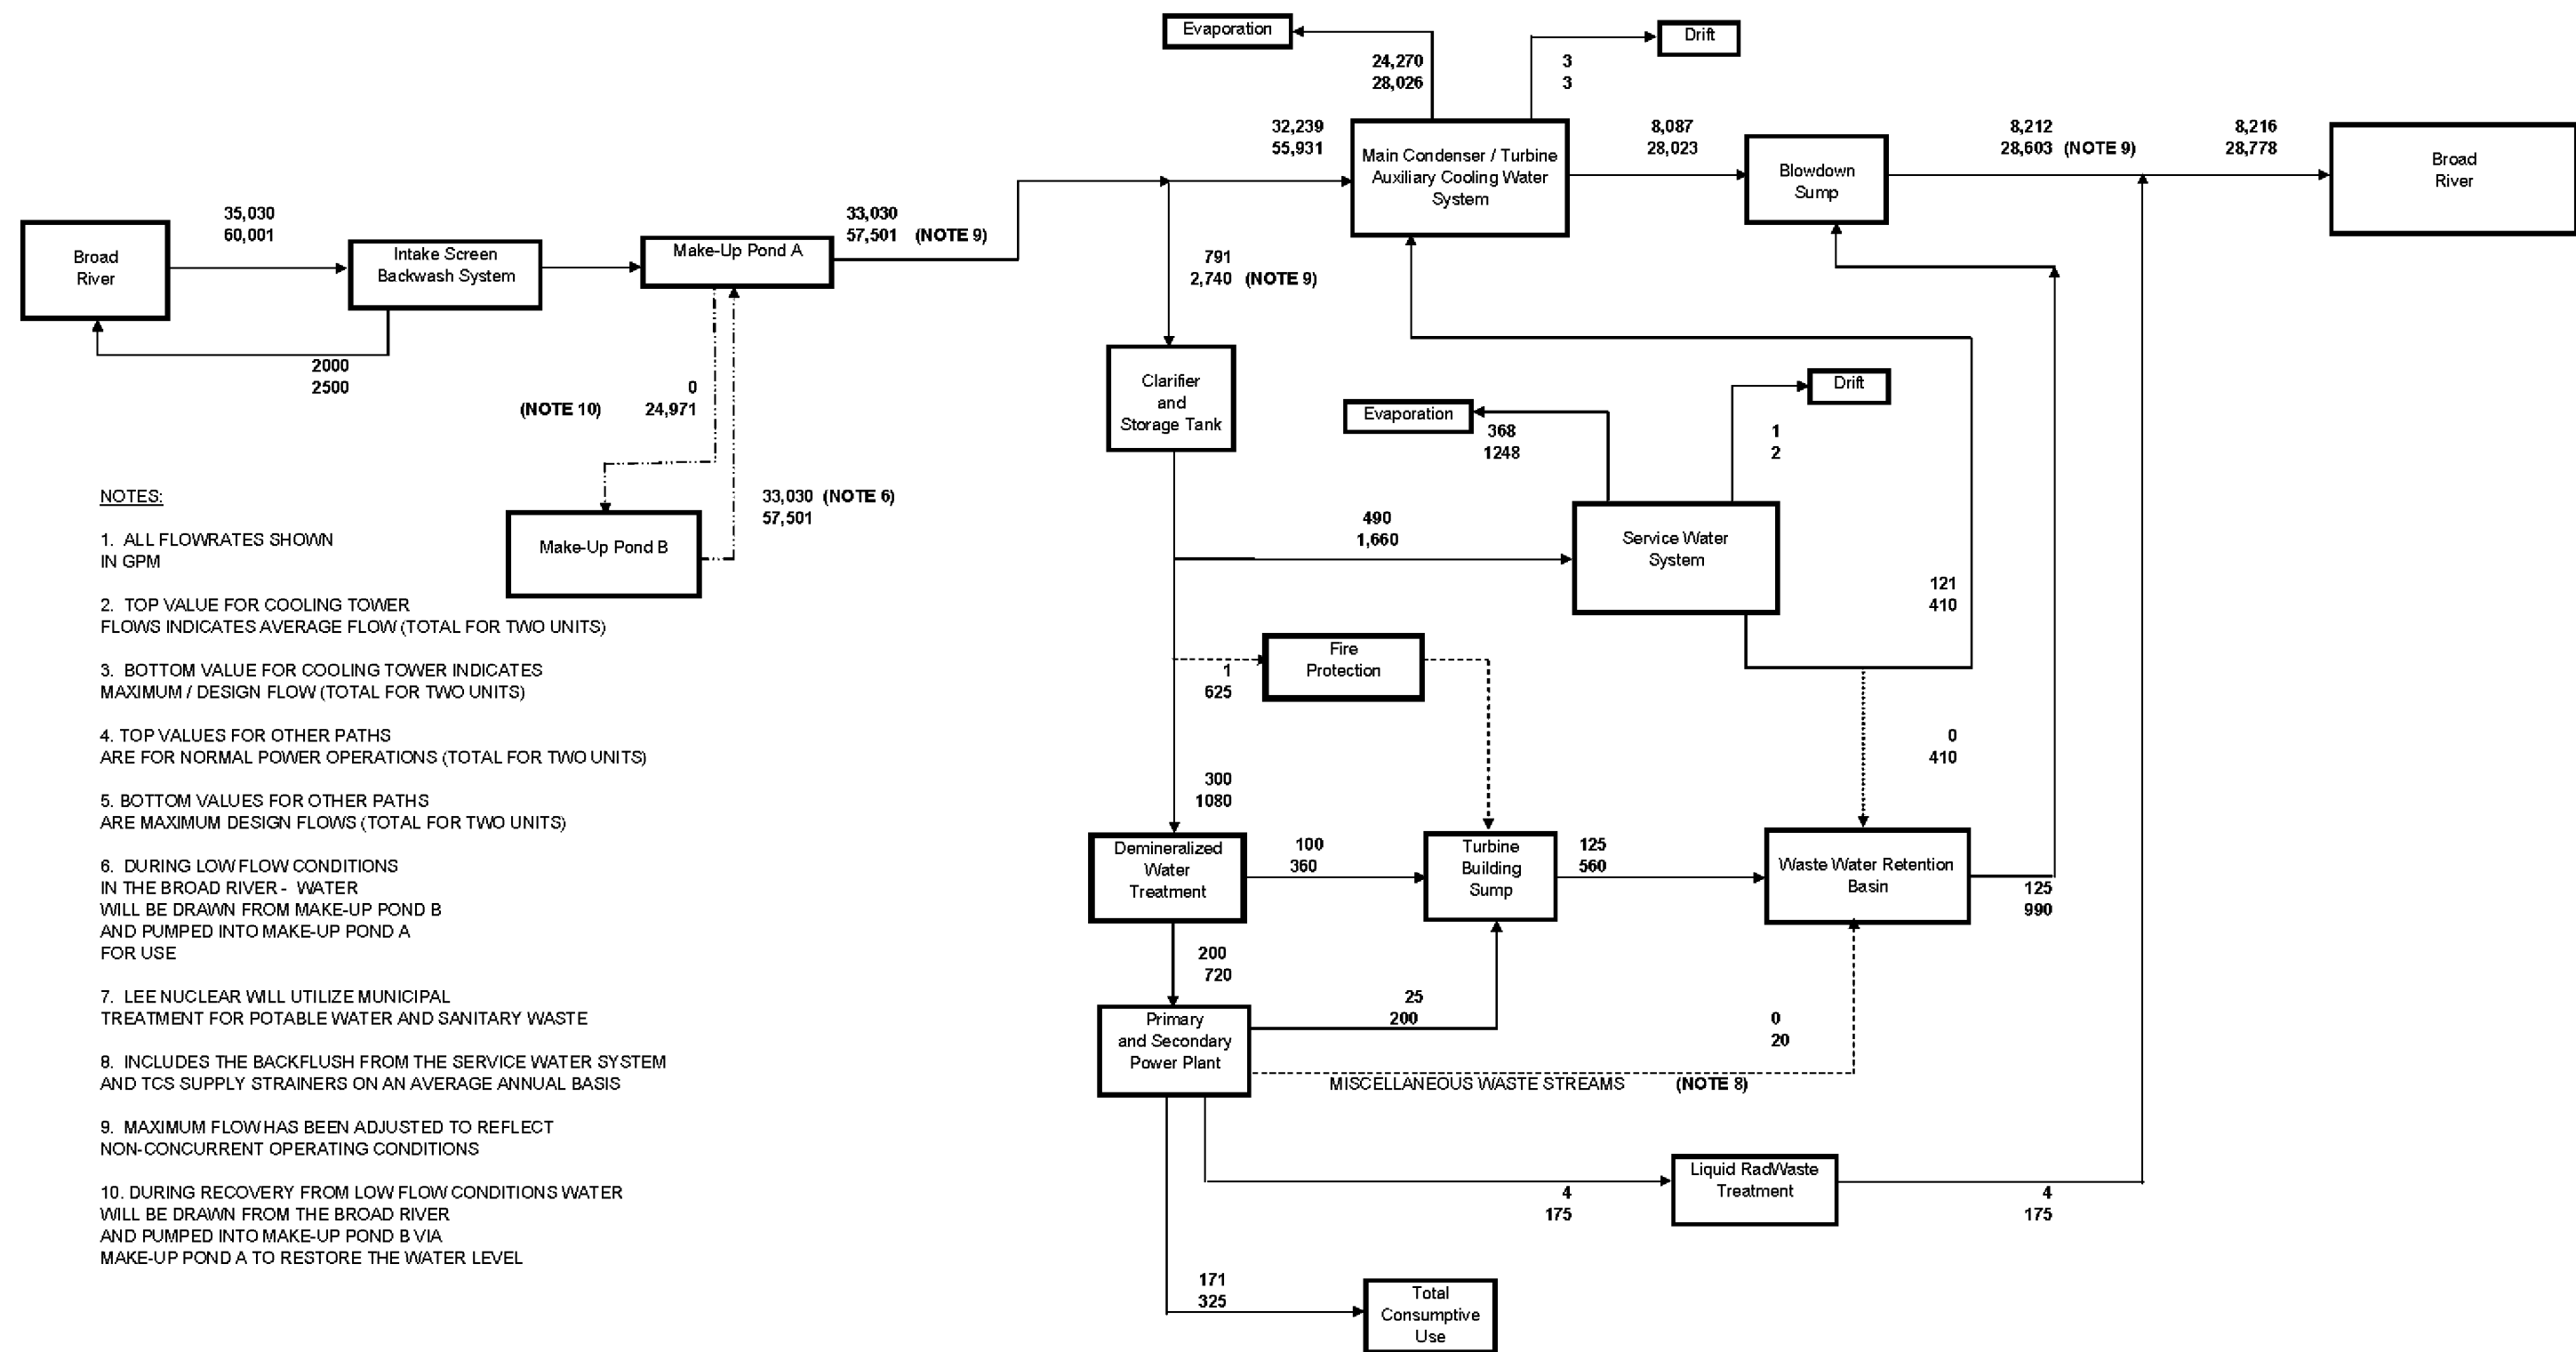 Evaporation
Drift
24,270
28,026
3
3
32,239
55,931
Main Condenser / Turbine
Auxiliary Cooling Water
System
8,087
28,023
Blowdown
Sump
8,212
28,603 (NOTE 9)
8,216
28,778
Broad
River
Broad
River
35,030
60,001
Intake Screen
Backwash System
Make-Up Pond A
33,030
57,501 (NOTE 9)
2000
2500
791
2,740 (NOTE 9)
(NOTE 10)
0
24,971
Clarifier
and
Storage Tank
Evaporation
368
1248
Drift
1
2
Make-Up Pond B
33,030 (NOTE 6)
57,501
490
1,660
Service Water
System
121
410
Fire
Protection
1
625
0
410
300
1080
Demineralized
Water
Treatment
100
360
Turbine
Building
Sump
125
560
Waste Water Retention
Basin
125
990
200
720
Primary
and Secondary
Power Plant
25
200
0
20
MISCELLANEOUS WASTE STREAMS (NOTE 8)
4
175
Liquid RadWaste
Treatment
4
175
171
325
Total
Consumptive
Use
NOTES:
1. ALL FLOWRATES SHOWN
IN GPM
2. TOP VALUE FOR COOLING TOWER
FLOWS INDICATES AVERAGE FLOW (TOTAL FOR TWO UNITS)
3. BOTTOM VALUE FOR COOLING TOWER INDICATES
MAXIMUM / DESIGN FLOW (TOTAL FOR TWO UNITS)
4. TOP VALUES FOR OTHER PATHS
ARE FOR NORMAL POWER OPERATIONS (TOTAL FOR TWO UNITS)
5. BOTTOM VALUES FOR OTHER PATHS
ARE MAXIMUM DESIGN FLOWS (TOTAL FOR TWO UNITS)
6. DURING LOW FLOW CONDITIONS
IN THE BROAD RIVER - WATER
WILL BE DRAWN FROM MAKE-UP POND B
AND PUMPED INTO MAKE-UP POND A
FOR USE
7. LEE NUCLEAR WILL UTILIZE MUNICIPAL
TREATMENT FOR POTABLE WATER AND SANITARY WASTE
8. INCLUDES THE BACKFLUSH FROM THE SERVICE WATER SYSTEM
AND TCS SUPPLY STRAINERS ON AN AVERAGE ANNUAL BASIS
9. MAXIMUM FLOW HAS BEEN ADJUSTED TO REFLECT
NON-CONCURRENT OPERATING CONDITIONS
10. DURING RECOVERY FROM LOW FLOW CONDITIONS WATER
WILL BE DRAWN FROM THE BROAD RIVER
AND PUMPED INTO MAKE-UP POND B VIA
MAKE-UP POND A TO RESTORE THE WATER LEVEL